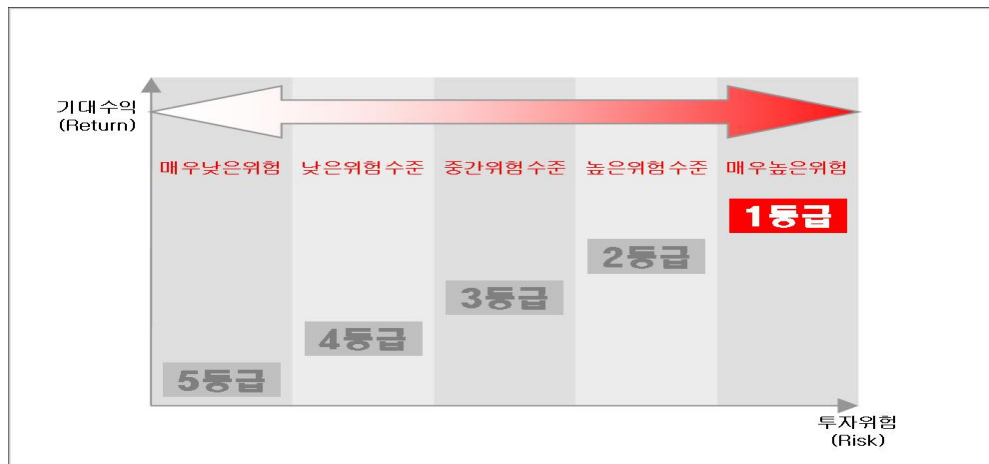 기대수익
(Return)
매우낮은위험 낮은위험수준 중간위험수준 높은위험수준 매우높은위험
1등급
2등급
3등급
4등급
5등급
투자위험
(Risk)